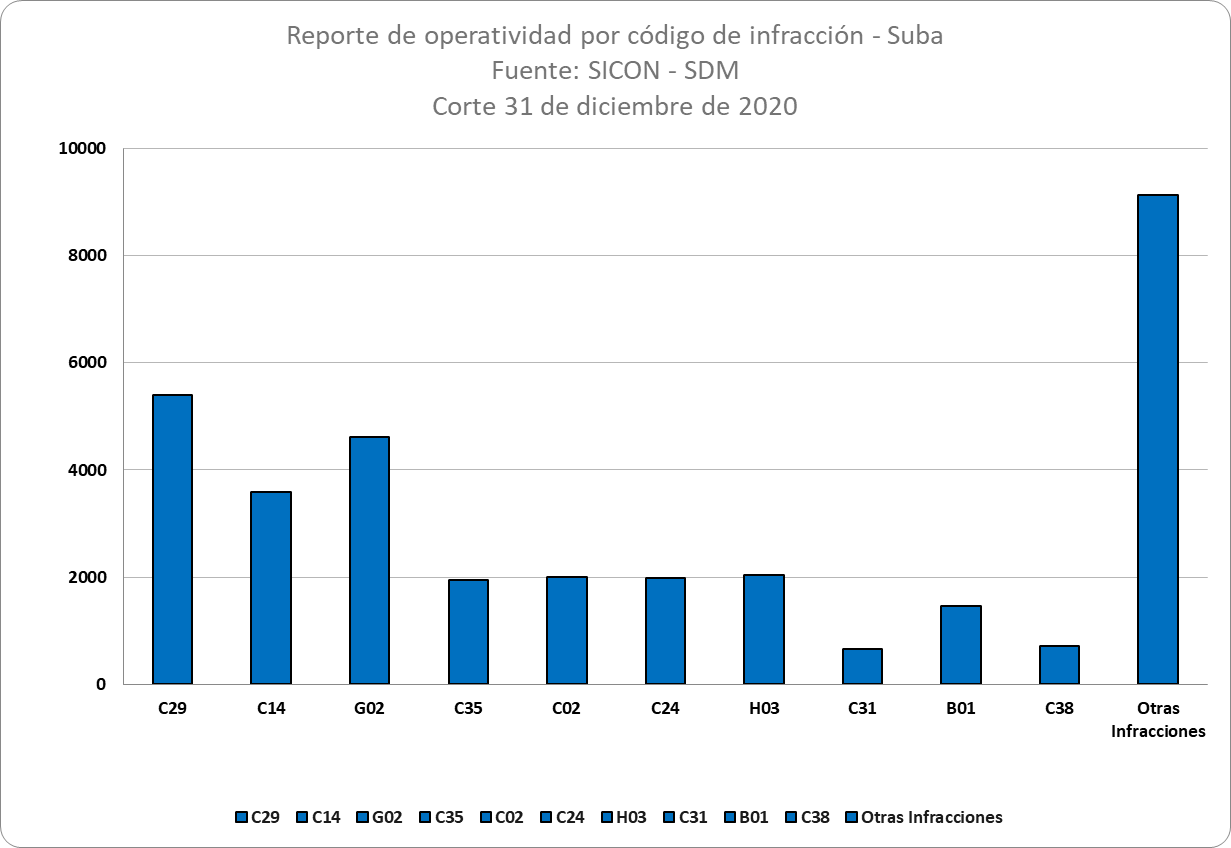 Reporte de operatividad por código de infracción - Suba
Fuente: SICON - SDM
Corte 31 de diciembre de 2020
10000
8000
6000
4000
2000
0
C29 C14 G02 C35 C02 C24 H03 C31 B01 C38 Otras
Infracciones
C29 C14 G02 C35 C02 C24 H03 C31 B01 C38 Otras Infracciones